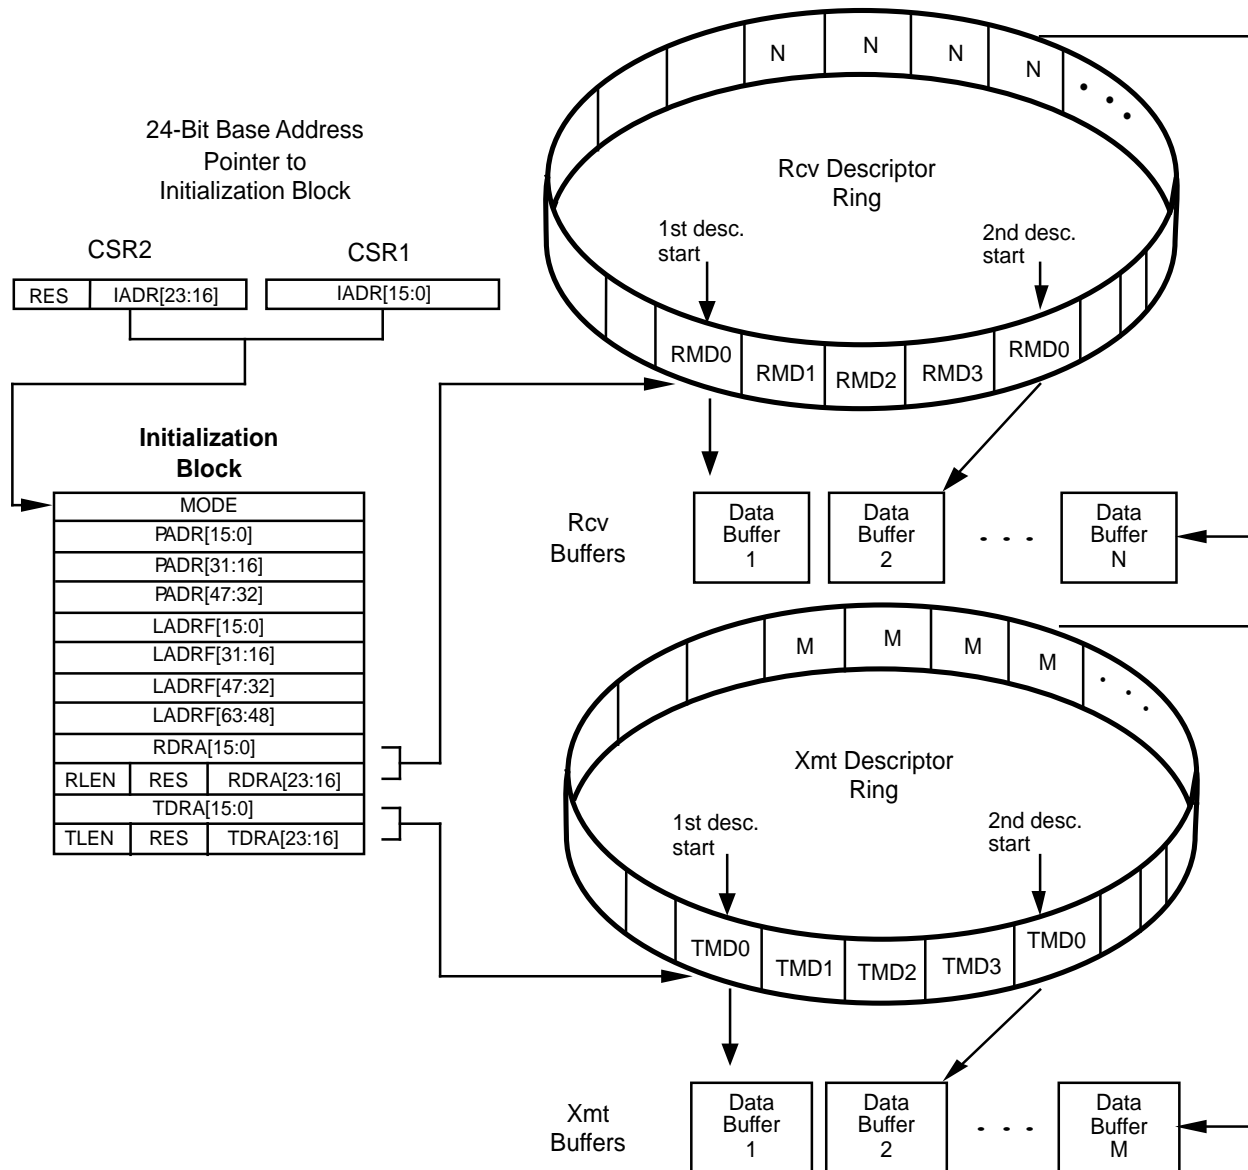 N
N
N
N
24-Bit Base Address
Pointer to
Initialization Block
Rcv Descriptor
Ring
CSR2
CSR1
1st desc.
start
2nd desc.
start
RES
IADR[23:16]
IADR[15:0]
RMD0
RMD1
RMD2
RMD3
RMD0
Initialization
Block
MODE
PADR[15:0]
PADR[31:16]
PADR[47:32]
LADRF[15:0]
LADRF[31:16]
LADRF[47:32]
LADRF[63:48]
RDRA[15:0]
RLEN RES RDRA[23:16]
TDRA[15:0]
TLEN RES TDRA[23:16]
Rcv
Buffers
Data
Buffer
1
Data
Buffer
2
. . .
Data
Buffer
N
M
M
M
M
Xmt Descriptor
Ring
1st desc.
start
2nd desc.
start
TMD0
TMD1
TMD2
TMD3
TMD0
Xmt
Buffers
Data
Buffer
1
Data
Buffer
2
. . .
Data
Buffer
M